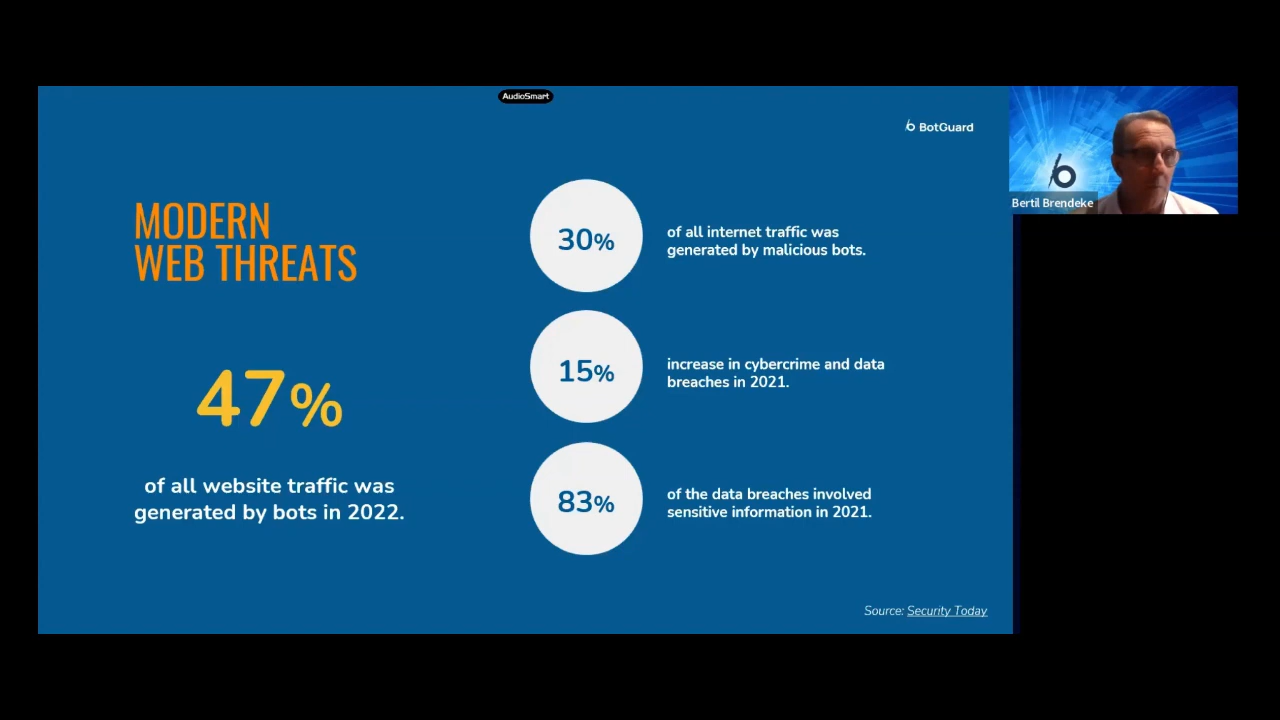 AudioSmart
BotGuard
Bertil Brendeke
MODERN
WEB THREATS
47%
of all website traffic was
generated by bots in 2022.
30%
of all internet traffic was
generated by malicious bots.
15%
increase in cybercrime and data
breaches in 2021.
83%
of the data breaches involved
sensitive information in 2021.
Source: Security Today